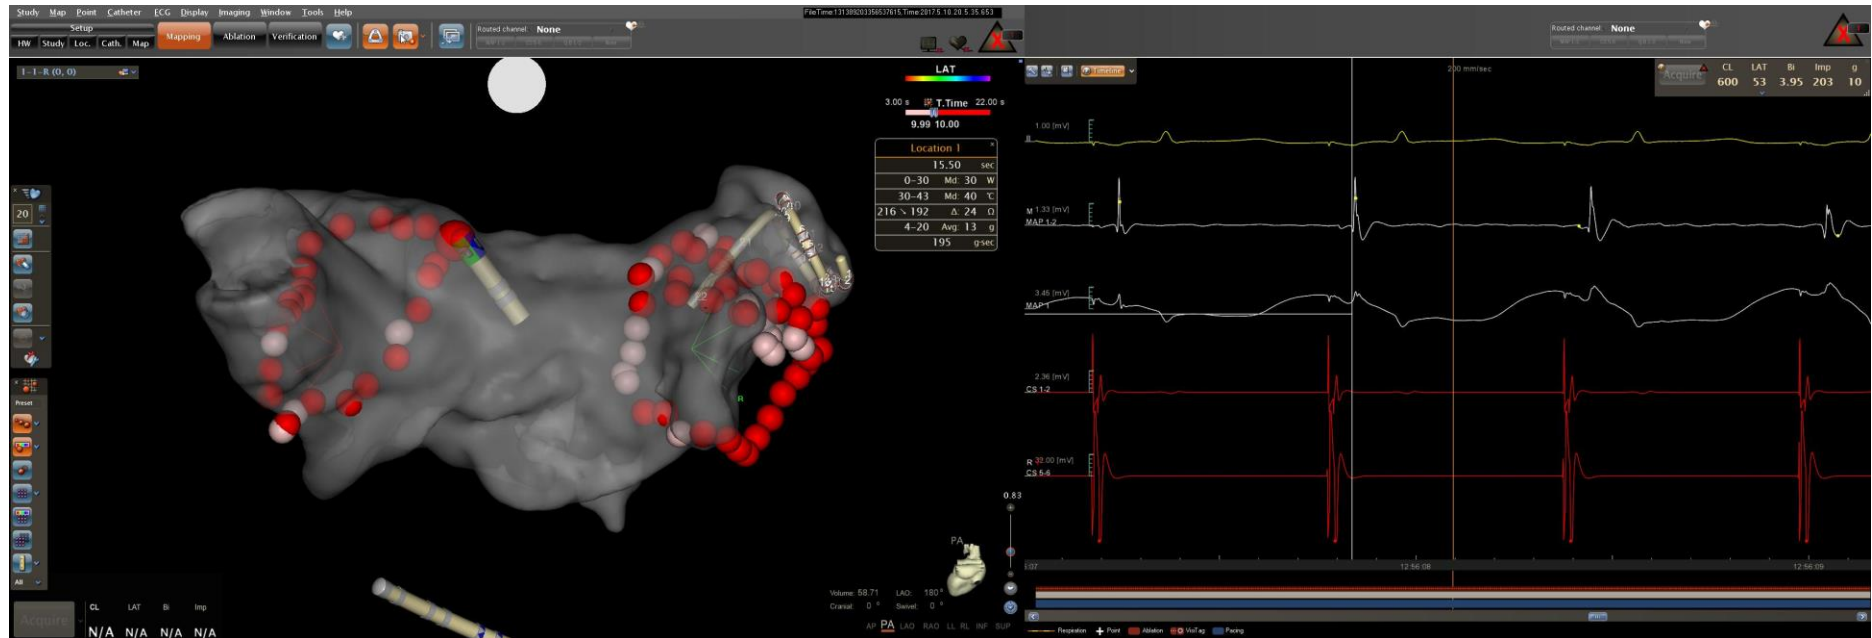 Study Map Point Catheter ECG Display Imaging Window Tools Help
Setup
HW Study Loc. Cath. Map
Mapping
Ablation
Verification
Routed channel: None
1-1-R (0, 0)
LAT
3.00 s T.Time 22.00 s
9.99 10.00
Location 1
15.50 sec
0-30 Md: 30 W
30-43 Md: 40 °C
216 ↘ 192 Δ: 24 Ω
4-20 Avg: 13 g
195 g·sec
20
Preset
All
22
R
0.83
PA
Volume: 58.71 LAO: 180°
Cranial: 0 ° Swivel: 0 °
AP PA LAO RAO LL RL INF SUP
Acquire
CL LAT Bi Imp
N/A N/A N/A N/A
Routed channel: None
Timeline
200 mm/sec
Acquire
CL LAT Bi Imp g
600 53 3.95 203 10
1.00 [mV]
M 1.33 [mV]
MAP 1-2
3.45 [mV]
MAP 1
2.36 [mV]
CS 1-2
CS 5-6
12:56:08
12:56:09
Respiration Point Ablation VisiTag Pacing